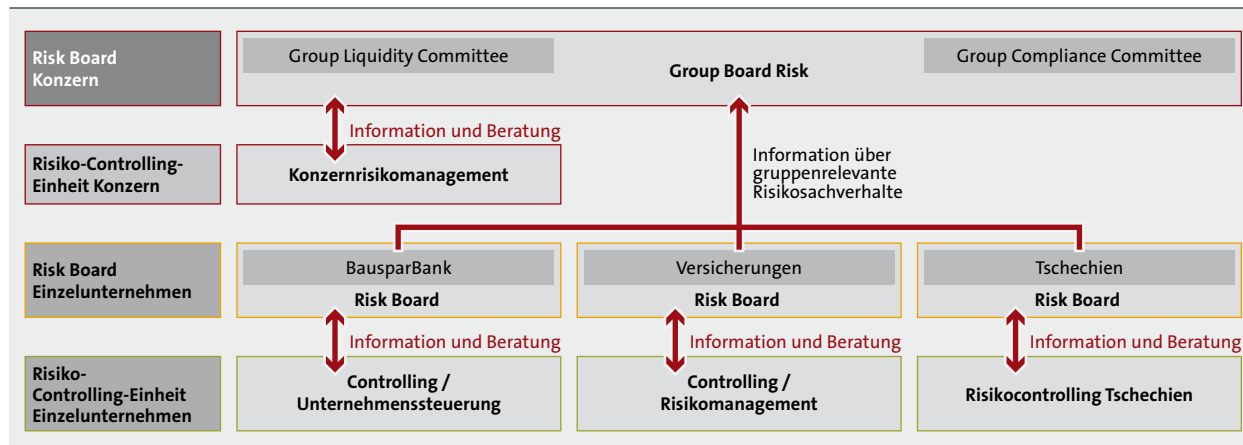 Risk Board
Konzern
Group Liquidity Committee
Group Board Risk
Group Compliance Committee
Information und Beratung
Risiko-Controlling-
Einheit Konzern
Konzernrisikomanagement
Information über
gruppenrelevante
Risikosachverhalte
Risk Board
Einzelunternehmen
BausparBank
Risk Board
Versicherungen
Risk Board
Tschechien
Risk Board
Information und Beratung
Information und Beratung
Information und Beratung
Risiko-
Controlling-Einheit
Einzelunternehmen
Controlling /
Unternehmenssteuerung
Controlling /
Risikomanagement
Risikocontrolling Tschechien